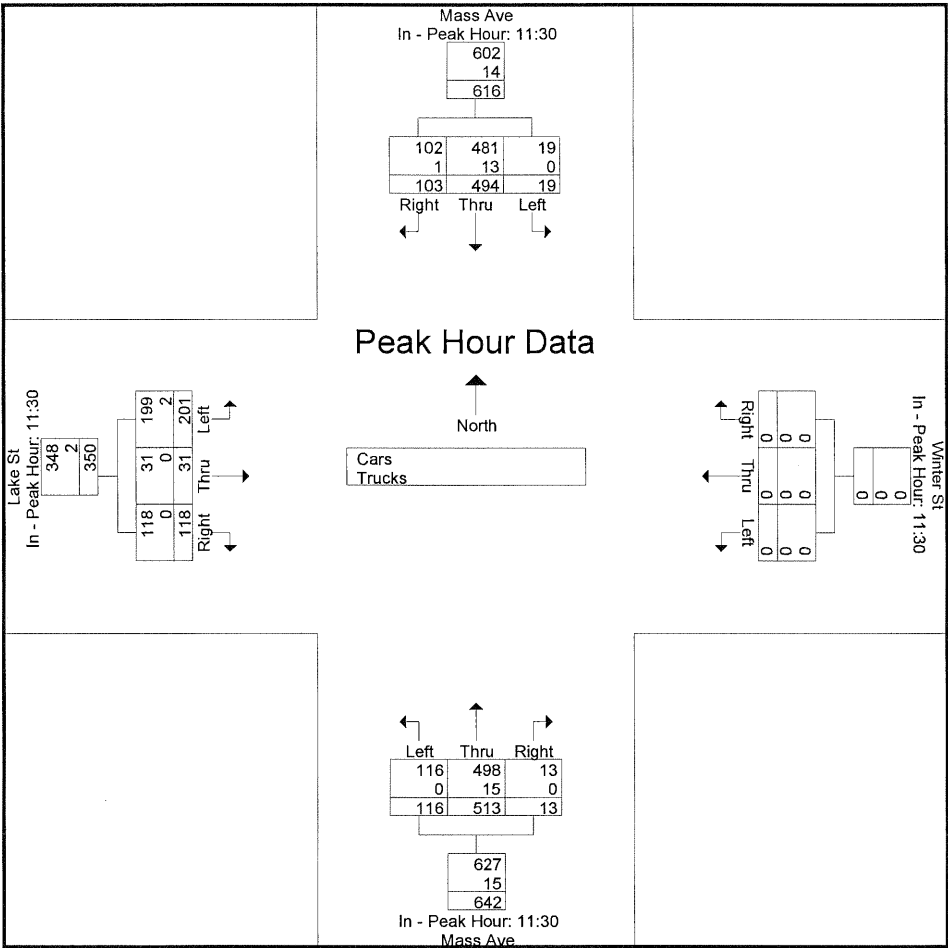 Mass Ave
In - Peak Hour: 11:30
602
14
616
102 481 19
1 13 0
103 494 19
Right Thru Left
Peak Hour Data
North
Cars
Trucks
Lake St
In - Peak Hour: 11:30
348
2
350
199 31 118
2 0 0
201 31 118
Left Thru Right
Winter St
In - Peak Hour: 11:30
0
0
0
0 0 0
0 0 0
0 0 0
Right Thru Left
Left Thru Right
116 498 13
0 15 0
116 513 13
627
15
642
In - Peak Hour: 11:30
Mass Ave